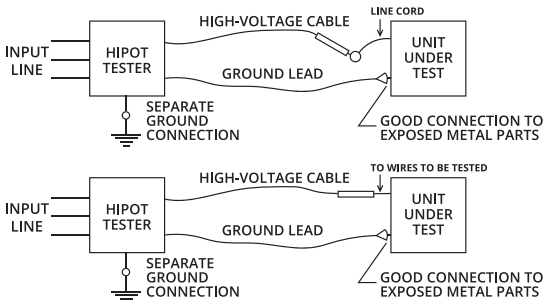 HIGH-VOLTAGE CABLE
LINE CORD
INPUT
LINE
HIPOT
TESTER
UNIT
UNDER
TEST
GROUND LEAD
SEPARATE
GROUND
CONNECTION
GOOD CONNECTION TO
EXPOSED METAL PARTS
HIGH-VOLTAGE CABLE
TO WIRES TO BE TESTED
INPUT
LINE
HIPOT
TESTER
UNIT
UNDER
TEST
GROUND LEAD
SEPARATE
GROUND
CONNECTION
GOOD CONNECTION TO
EXPOSED METAL PARTS